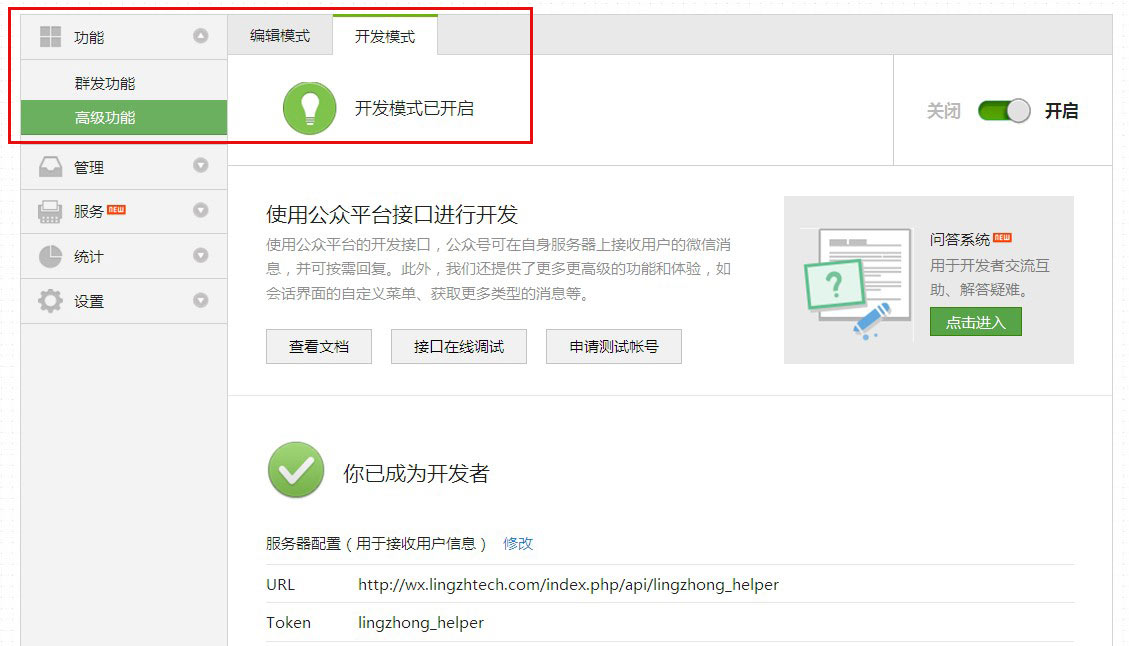 功能
群发功能
高级功能
管理
服务 NEW
统计
设置
编辑模式
开发模式
开发模式已开启
关闭
开启
使用公众平台接口进行开发
使用公众平台的开发接口，公众号可在自身服务器上接收用户的微信消
息，并可按需回复。此外，我们还提供了更多更高级的功能和体验，如
会话界面的自定义菜单、获取更多类型的消息等。
查看文档
接口在线调试
申请测试帐号
?
问答系统 NEW
用于开发者交流互
助、解答疑难。
点击进入
你已成为开发者
服务器配置（用于接收用户信息） 修改
URL http://wx.lingzhtech.com/index.php/api/lingzhong_helper
Token lingzhong_helper